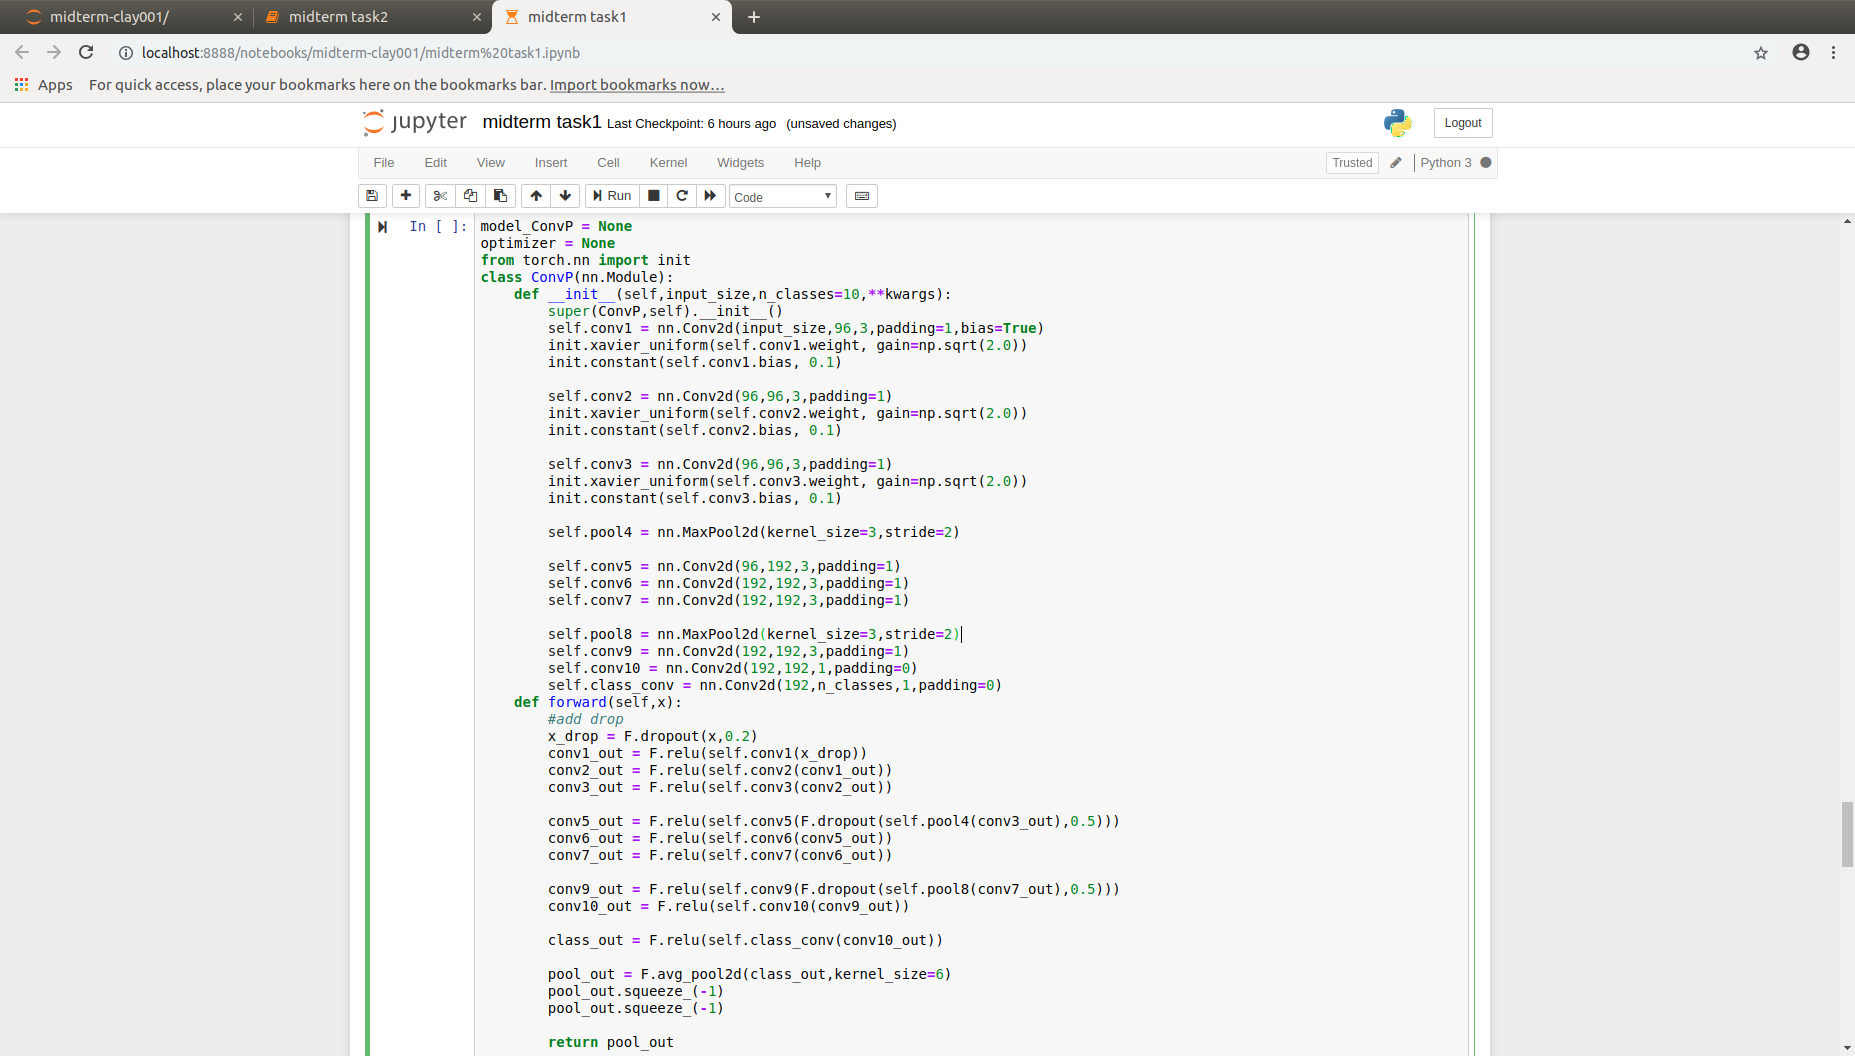 midterm-clay001/
midterm task2
midterm task1
localhost:8888/notebooks/midterm-clay001/midterm%20task1.ipynb
Apps For quick access, place your bookmarks here on the bookmarks bar. Import bookmarks now…
jupyter midterm task1 Last Checkpoint: 6 hours ago (unsaved changes)
Logout
File Edit View Insert Cell Kernel Widgets Help
Trusted Python 3
Run Code
In [ ]: model_ConvP = None
optimizer = None
from torch.nn import init
class ConvP(nn.Module):
    def __init__(self,input_size,n_classes=10,**kwargs):
        super(ConvP,self).__init__()
        self.conv1 = nn.Conv2d(input_size,96,3,padding=1,bias=True)
        init.xavier_uniform(self.conv1.weight, gain=np.sqrt(2.0))
        init.constant(self.conv1.bias, 0.1)
        self.conv2 = nn.Conv2d(96,96,3,padding=1)
        init.xavier_uniform(self.conv2.weight, gain=np.sqrt(2.0))
        init.constant(self.conv2.bias, 0.1)
        self.conv3 = nn.Conv2d(96,96,3,padding=1)
        init.xavier_uniform(self.conv3.weight, gain=np.sqrt(2.0))
        init.constant(self.conv3.bias, 0.1)
        self.pool4 = nn.MaxPool2d(kernel_size=3,stride=2)
        self.conv5 = nn.Conv2d(96,192,3,padding=1)
        self.conv6 = nn.Conv2d(192,192,3,padding=1)
        self.conv7 = nn.Conv2d(192,192,3,padding=1)
        self.pool8 = nn.MaxPool2d(kernel_size=3,stride=2)
        self.conv9 = nn.Conv2d(192,192,3,padding=1)
        self.conv10 = nn.Conv2d(192,192,1,padding=0)
        self.class_conv = nn.Conv2d(192,n_classes,1,padding=0)
    def forward(self,x):
        #add drop
        x_drop = F.dropout(x,0.2)
        conv1_out = F.relu(self.conv1(x_drop))
        conv2_out = F.relu(self.conv2(conv1_out))
        conv3_out = F.relu(self.conv3(conv2_out))
        conv5_out = F.relu(self.conv5(F.dropout(self.pool4(conv3_out),0.5)))
        conv6_out = F.relu(self.conv6(conv5_out))
        conv7_out = F.relu(self.conv7(conv6_out))
        conv9_out = F.relu(self.conv9(F.dropout(self.pool8(conv7_out),0.5)))
        conv10_out = F.relu(self.conv10(conv9_out))
        class_out = F.relu(self.class_conv(conv10_out))
        pool_out = F.avg_pool2d(class_out,kernel_size=6)
        pool_out.squeeze_(-1)
        pool_out.squeeze_(-1)
        return pool_out